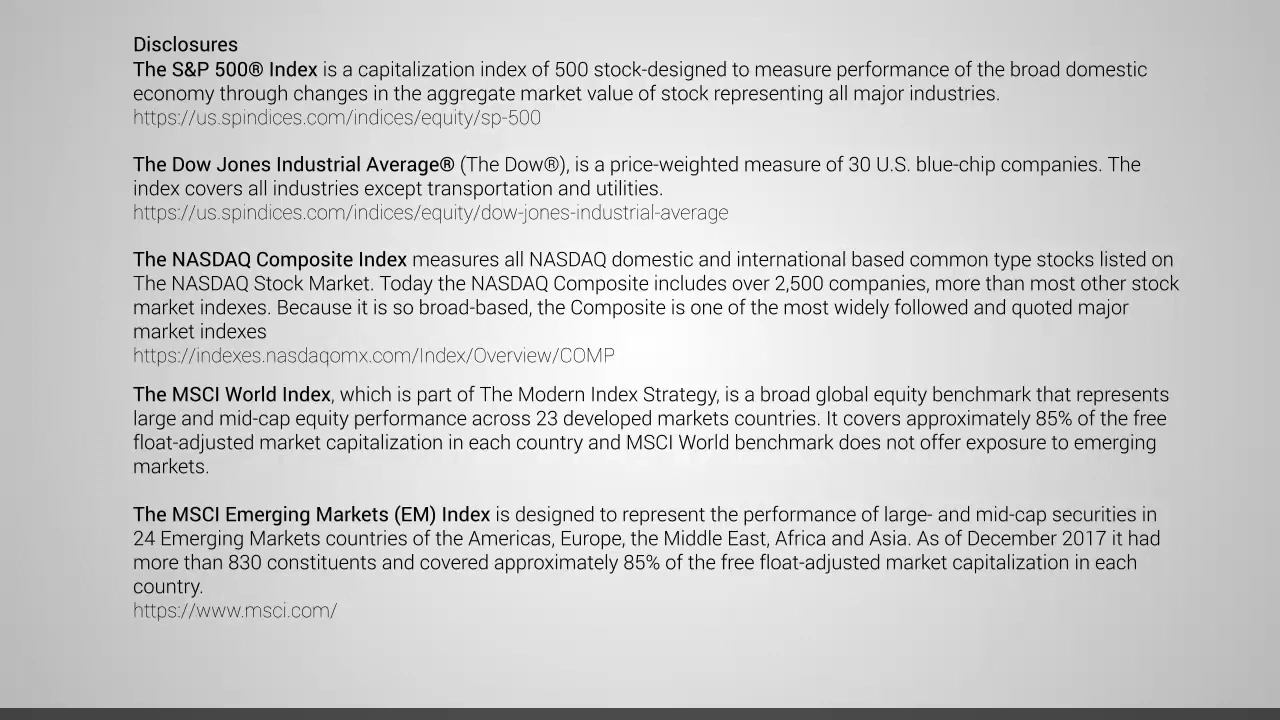 Disclosures
The S&P 500® Index is a capitalization index of 500 stock-designed to measure performance of the broad domestic
economy through changes in the aggregate market value of stock representing all major industries.
https://us.spindices.com/indices/equity/sp-500
The Dow Jones Industrial Average® (The Dow®), is a price-weighted measure of 30 U.S. blue-chip companies. The
index covers all industries except transportation and utilities.
https://us.spindices.com/indices/equity/dow-jones-industrial-average
The NASDAQ Composite Index measures all NASDAQ domestic and international based common type stocks listed on
The NASDAQ Stock Market. Today the NASDAQ Composite includes over 2,500 companies, more than most other stock
market indexes. Because it is so broad-based, the Composite is one of the most widely followed and quoted major
market indexes
https://indexes.nasdaqomx.com/Index/Overview/COMP
The MSCI World Index, which is part of The Modern Index Strategy, is a broad global equity benchmark that represents
large and mid-cap equity performance across 23 developed markets countries. It covers approximately 85% of the free
float-adjusted market capitalization in each country and MSCI World benchmark does not offer exposure to emerging
markets.
The MSCI Emerging Markets (EM) Index is designed to represent the performance of large- and mid-cap securities in
24 Emerging Markets countries of the Americas, Europe, the Middle East, Africa and Asia. As of December 2017 it had
more than 830 constituents and covered approximately 85% of the free float-adjusted market capitalization in each
country.
https://www.msci.com/